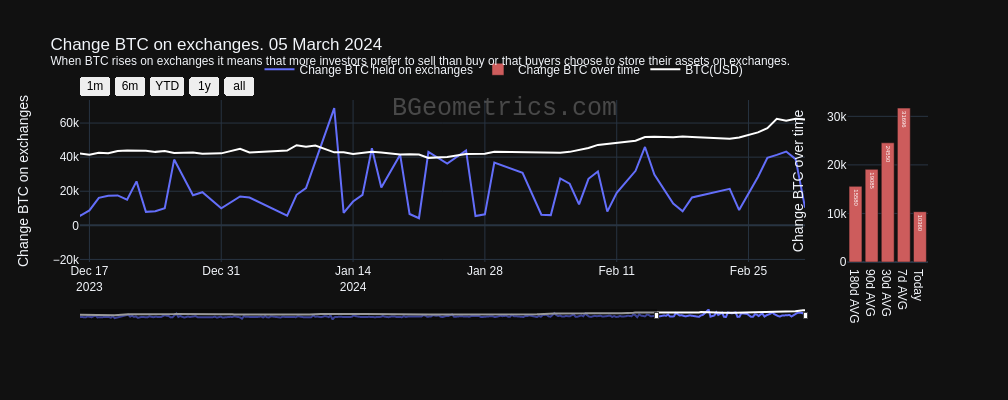 Change BTC on exchanges. 05 March 2024
When BTC rises on exchanges it means that more investors prefer to sell than buy or that buyers choose to store their assets on exchanges.
Change BTC held on exchanges Change BTC over time BTC(USD)
1m 6m YTD 1y all
BGeometrics.com
Change BTC on exchanges
60k
40k
20k
0
−20k
Dec 17 Dec 31 Jan 14 Jan 28 Feb 11 Feb 25
2023 2024
Change BTC over time
30k
20k
10k
0
180d AVG
90d AVG
30d AVG
7d AVG
Today